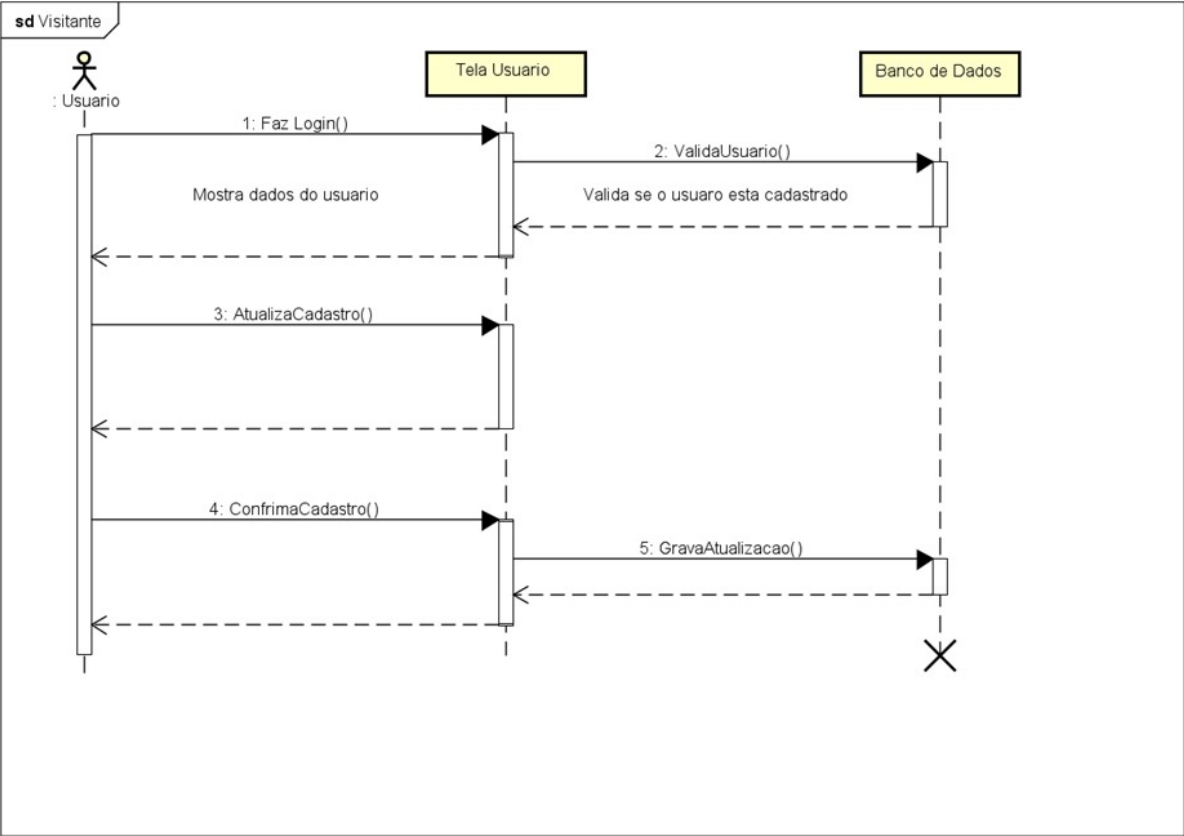 sd Visitante
: Usuario
Tela Usuario
Banco de Dados
1: Faz Login()
2: ValidaUsuario()
Mostra dados do usuario
Valida se o usuaro esta cadastrado
3: AtualizaCadastro()
4: ConfrimaCadastro()
5: GravaAtualizacao()